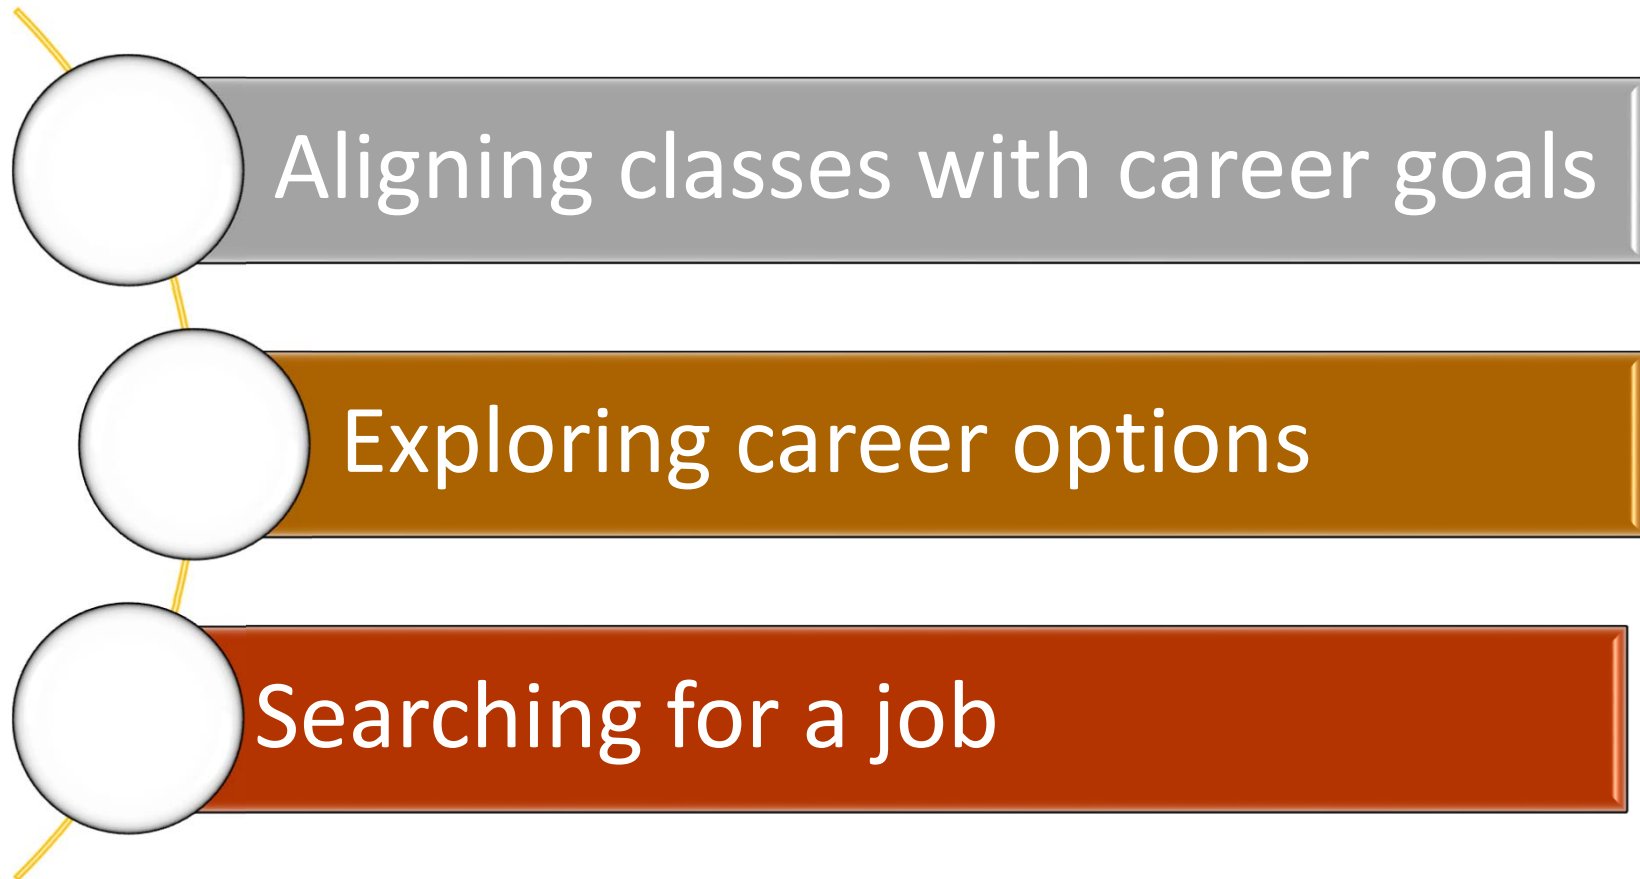 Aligning classes with career goals
Exploring career options
Searching for a job